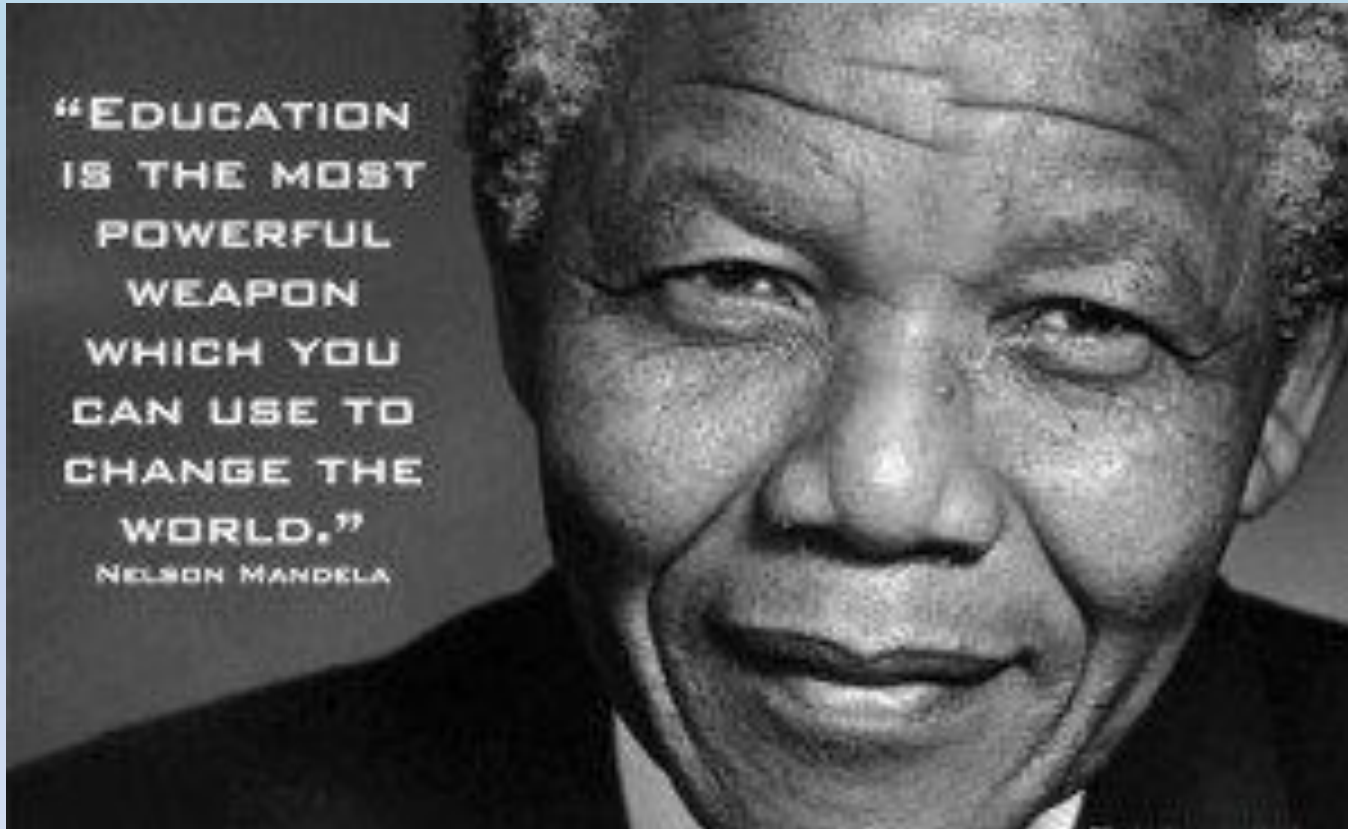 “EDUCATION
IS THE MOST
POWERFUL
WEAPON
WHICH YOU
CAN USE TO
CHANGE THE
WORLD.”
NELSON MANDELA